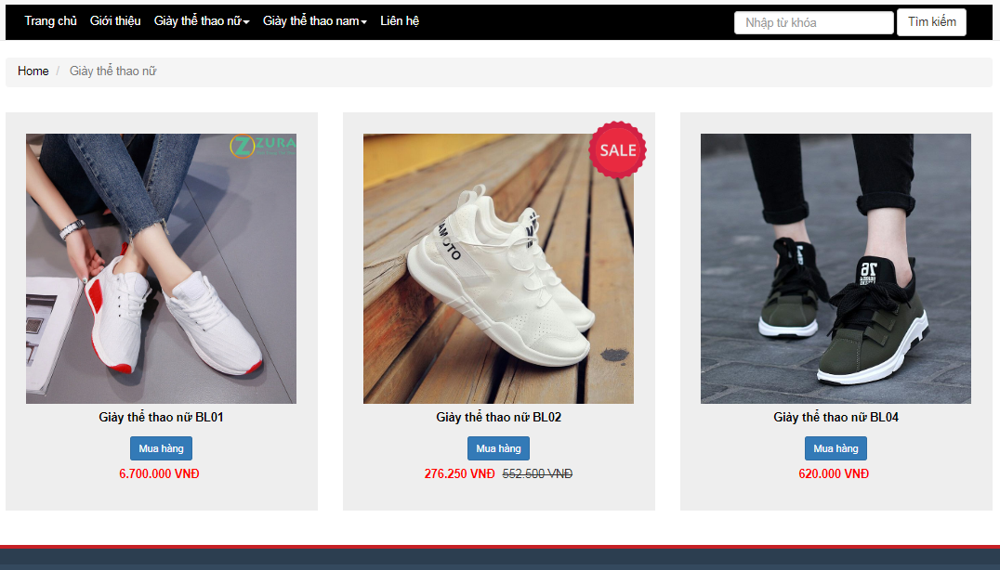 Trang chủ Giới thiệu Giày thể thao nữ Giày thể thao nam Liên hệ Nhập từ khóa Tìm kiếm
Home / Giày thể thao nữ
ZURA
SALE
AMOTO
Giày thể thao nữ BL01
Mua hàng
6.700.000 VNĐ
Giày thể thao nữ BL02
Mua hàng
276.250 VNĐ 552.500 VNĐ
Giày thể thao nữ BL04
Mua hàng
620.000 VNĐ